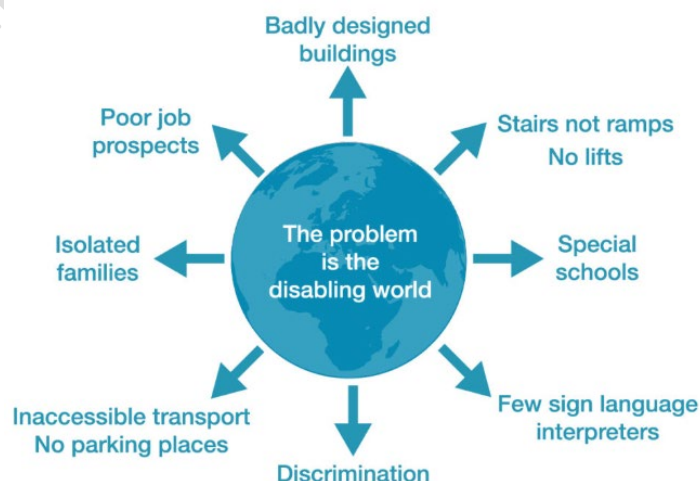 Badly designed
buildings
Stairs not ramps
No lifts
Special
schools
Few sign language
interpreters
Discrimination
Inaccessible transport
No parking places
Isolated
families
Poor job
prospects
The problem
is the
disabling world